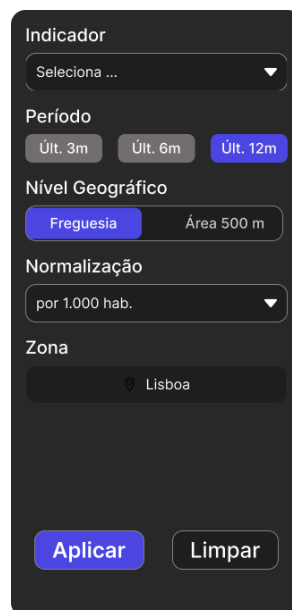 Indicador
Seleciona ...
Período
Últ. 3m Últ. 6m Últ. 12m
Nível Geográfico
Freguesia Área 500 m
Normalização
por 1.000 hab.
Zona
Lisboa
Aplicar Limpar